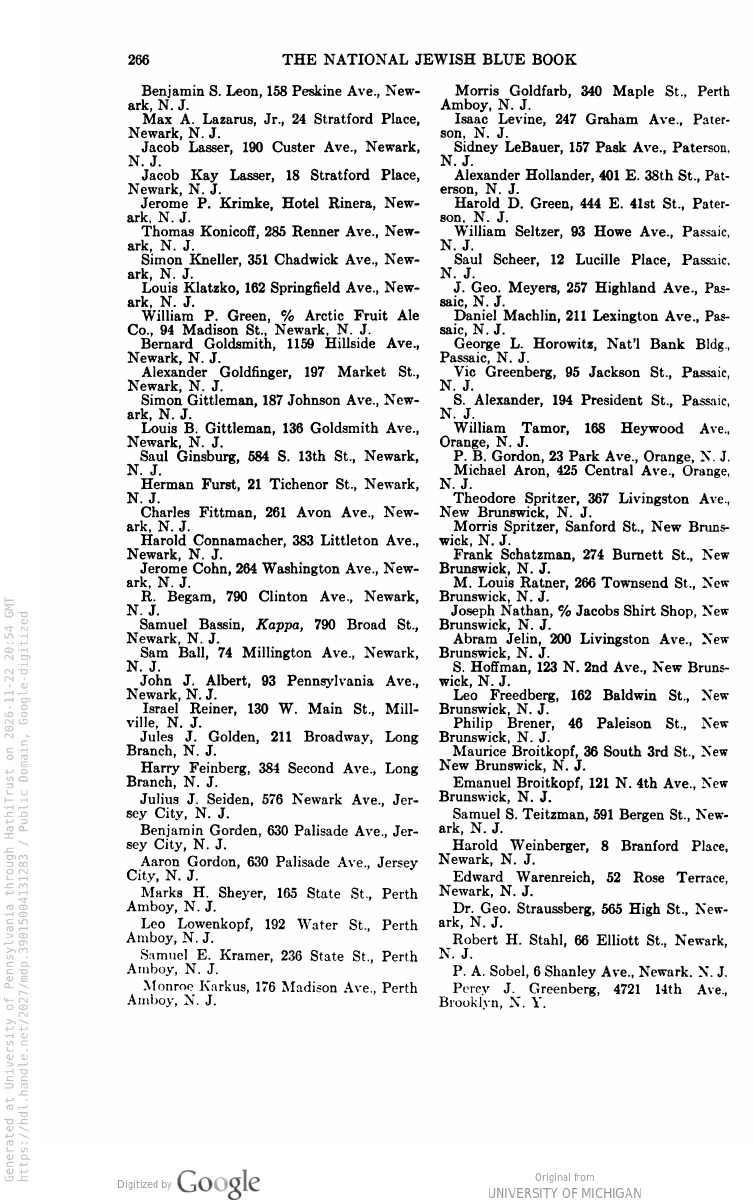 266 THE NATIONAL JEWISH BLUE BOOK
Benjamin S. Leon, 158 Peskine Ave., New-
ark, N. J.
Max A. Lazarus, Jr., 24 Stratford Place,
Newark, N. J.
Jacob Lasser, 190 Custer Ave., Newark,
N. J.
Jacob Kay Lasser, 18 Stratford Place,
Newark, N. J.
Jerome P. Krimke, Hotel Rinera, New-
ark, N. J.
Thomas Konicoff, 285 Renner Ave., New-
ark, N. J.
Simon Kneller, 351 Chadwick Ave., New-
ark, N. J.
Louis Klatzko, 162 Springfield Ave., New-
ark, N. J.
William P. Green, % Arctic Fruit Ale
Co., 94 Madison St., Newark, N. J.
Bernard Goldsmith, 1159 Hillside Ave.,
Newark, N. J.
Alexander Goldfinger, 197 Market St.,
Newark, N. J.
Simon Gittleman, 187 Johnson Ave., New-
ark, N. J.
Louis B. Gittleman, 136 Goldsmith Ave.,
Newark, N. J.
Saul Ginsburg, 584 S. 13th St., Newark,
N. J.
Herman Furst, 21 Tichenor St., Newark,
N. J.
Charles Fittman, 261 Avon Ave., New-
ark, N. J.
Harold Connamacher, 383 Littleton Ave.,
Newark, N. J.
Jerome Cohn, 264 Washington Ave., New-
ark, N. J.
R. Begam, 790 Clinton Ave., Newark,
N. J.
Samuel Bassin, Kappa, 790 Broad St.,
Newark, N. J.
Sam Ball, 74 Millington Ave., Newark,
N. J.
John J. Albert, 93 Pennsylvania Ave.,
Newark, N. J.
Israel Reiner, 130 W. Main St., Mill-
ville, N. J.
Jules J. Golden, 211 Broadway, Long
Branch, N. J.
Harry Feinberg, 384 Second Ave., Long
Branch, N. J.
Julius J. Seiden, 576 Newark Ave., Jer-
sey City, N. J.
Benjamin Gorden, 630 Palisade Ave., Jer-
sey City, N. J.
Aaron Gordon, 630 Palisade Ave., Jersey
City, N. J.
Marks H. Sheyer, 165 State St., Perth
Amboy, N. J.
Leo Lowenkopf, 192 Water St., Perth
Amboy, N. J.
Samuel E. Kramer, 236 State St., Perth
Amboy, N. J.
Monroe Karkus, 176 Madison Ave., Perth
Amboy, N. J.
Morris Goldfarb, 340 Maple St., Perth
Amboy, N. J.
Isaac Levine, 247 Graham Ave., Pater-
son, N. J.
Sidney LeBauer, 157 Pask Ave., Paterson,
N. J.
Alexander Hollander, 401 E. 38th St., Pat-
erson, N. J.
Harold D. Green, 444 E. 41st St., Pater-
son, N. J.
William Seltzer, 93 Howe Ave., Passaic,
N. J.
Saul Scheer, 12 Lucille Place, Passaic,
N. J.
J. Geo. Meyers, 257 Highland Ave., Pas-
saic, N. J.
Daniel Machlin, 211 Lexington Ave., Pas-
saic, N. J.
George L. Horowitz, Nat'l Bank Bldg.,
Passaic, N. J.
Vic Greenberg, 95 Jackson St., Passaic,
N. J.
S. Alexander, 194 President St., Passaic,
N. J.
William Tamor, 168 Heywood Ave.,
Orange, N. J.
P. B. Gordon, 23 Park Ave., Orange, N. J.
Michael Aron, 425 Central Ave., Orange,
N. J.
Theodore Spritzer, 367 Livingston Ave.,
New Brunswick, N. J.
Morris Spritzer, Sanford St., New Bruns-
wick, N. J.
Frank Schatzman, 274 Burnett St., New
Brunswick, N. J.
M. Louis Ratner, 266 Townsend St., New
Brunswick, N. J.
Joseph Nathan, % Jacobs Shirt Shop, New
Brunswick, N. J.
Abram Jelin, 200 Livingston Ave., New
Brunswick, N. J.
S. Hoffman, 123 N. 2nd Ave., New Bruns-
wick, N. J.
Leo Freedberg, 162 Baldwin St., New
Brunswick, N. J.
Philip Brener, 46 Paleison St., New
Brunswick, N. J.
Maurice Broitkopf, 36 South 3rd St., New
New Brunswick, N. J.
Emanuel Broitkopf, 121 N. 4th Ave., New
Brunswick, N. J.
Samuel S. Teitzman, 591 Bergen St., New-
ark, N. J.
Harold Weinberger, 8 Branford Place,
Newark, N. J.
Edward Warenreich, 52 Rose Terrace,
Newark, N. J.
Dr. Geo. Straussberg, 565 High St., New-
ark, N. J.
Robert H. Stahl, 66 Elliott St., Newark,
N. J.
P. A. Sobel, 6 Shanley Ave., Newark. N. J.
Percy J. Greenberg, 4721 14th Ave.,
Brooklyn, N. Y.
Generated at University of Pennsylvania through HathiTrust on 2026-11-22 20:54 GMT
https://hdl.handle.net/2027/mdp.39015004131283 / Public Domain, Google-digitized
Digitized by Google
Original from
UNIVERSITY OF MICHIGAN